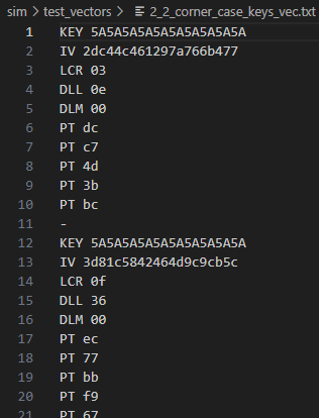 sim > test_vectors > 2_2_corner_case_keys_vec.txt
1 KEY 5A5A5A5A5A5A5A5A5A5A
2 IV 2dc44c461297a766b477
3 LCR 03
4 DLL 0e
5 DLM 00
6 PT dc
7 PT c7
8 PT 4d
9 PT 3b
10 PT bc
11 -
12 KEY 5A5A5A5A5A5A5A5A5A5A
13 IV 3d81c5842464d9c9cb5c
14 LCR 0f
15 DLL 36
16 DLM 00
17 PT ec
18 PT 77
19 PT bb
20 PT f9
21 PT 67